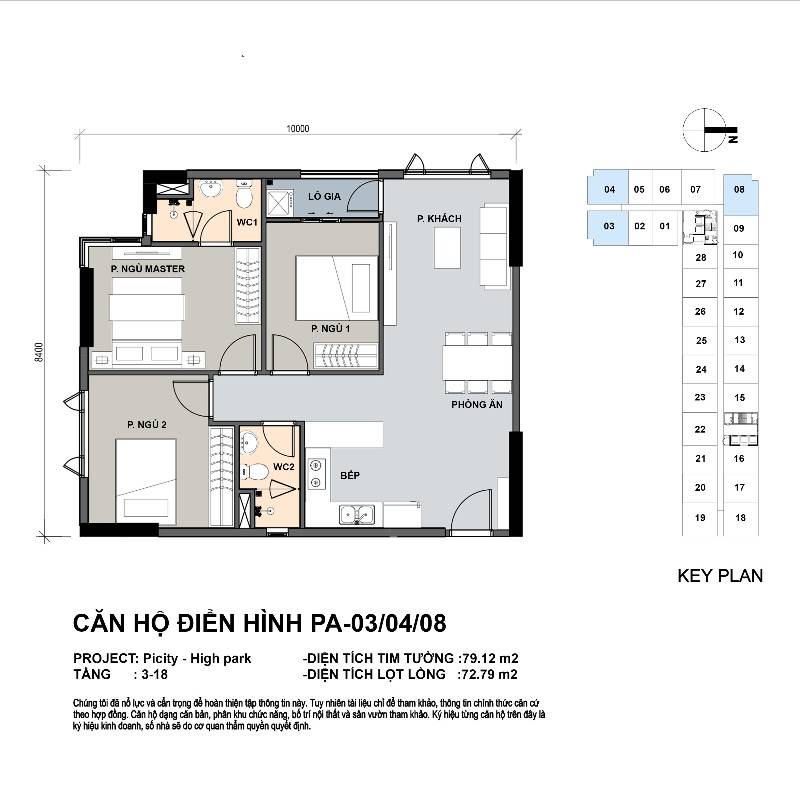 10000
8400
WC1
LÔ GIA
P. KHÁCH
P. NGỦ MASTER
P. NGỦ 1
PHÒNG ĂN
P. NGỦ 2
WC2
BẾP
N
04 05 06 07 08
03 02 01
09
28 10
27 11
26 12
25 13
24 14
23 15
22
21 16
20 17
19 18
KEY PLAN
CĂN HỘ ĐIỂN HÌNH PA-03/04/08
PROJECT: Picity - High park -DIỆN TÍCH TIM TƯỜNG :79.12 m2
TẦNG : 3-18 -DIỆN TÍCH LỌT LÒNG :72.79 m2
Chúng tôi đã nỗ lực và cẩn trọng để hoàn thiện tập thông tin này. Tuy nhiên tài liệu chỉ để tham khảo, thông tin chính thức căn cứ
theo hợp đồng. Căn hộ dạng căn bản, phân khu chức năng, bố trí nội thất và sân vườn tham khảo. Ký hiệu từng căn hộ trên đây là
ký hiệu kinh doanh, số nhà sẽ do cơ quan thẩm quyền quyết định.